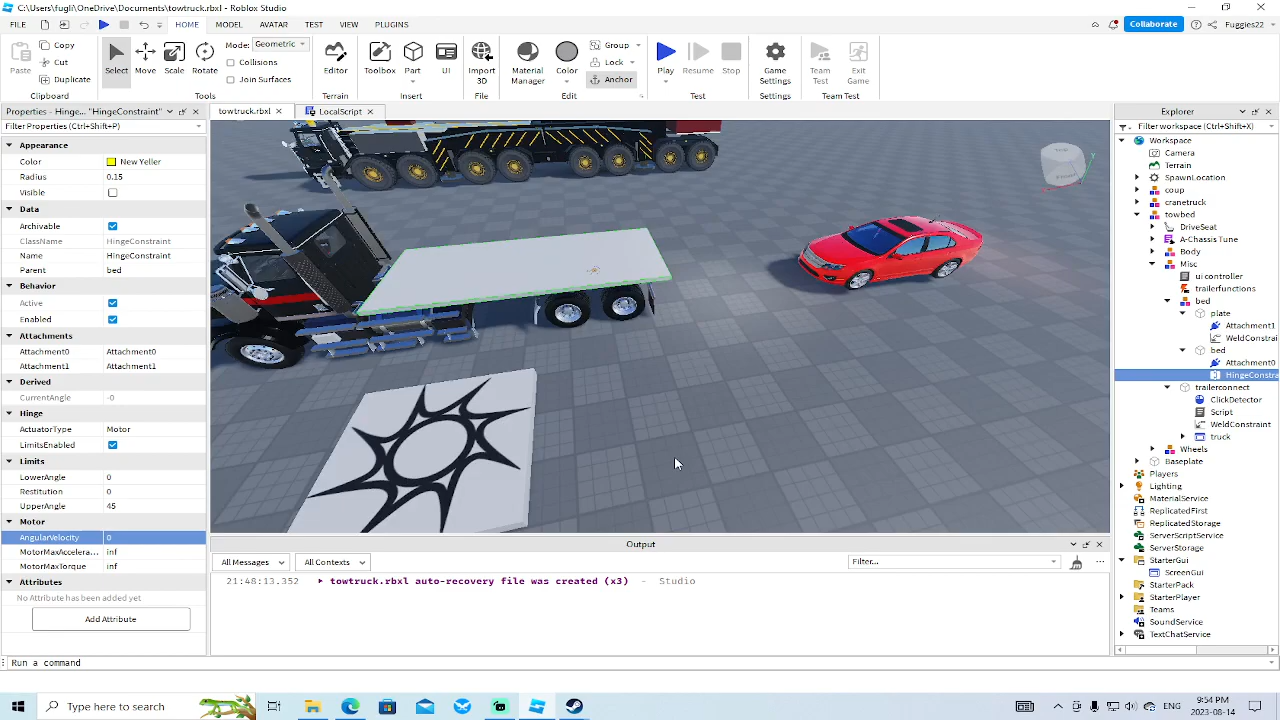 C:\Users\fugli\OneDrive\Documents\towtruck.rbxl - Roblox Studio
FILE HOME MODEL AVATAR TEST VIEW PLUGINS Collaborate Fuggies22
Paste Copy Cut Duplicate Select Move Scale Rotate Mode: Geometric Collisions Join Surfaces Editor Toolbox Part UI Import 3D Material Manager Color Group Lock Anchor Play Resume Stop Game Settings Team Test Exit Game
Clipboard Tools Terrain Insert File Edit Test Settings Team Test
Properties - Hinge... "HingeConstraint"
Filter Properties (Ctrl+Shift+P)
Appearance
Color New Yeller
Radius 0.15
Visible
Data
Archivable
ClassName HingeConstraint
Name HingeConstraint
Parent bed
Behavior
Active
Enabled
Attachments
Attachment0 Attachment0
Attachment1 Attachment1
Derived
CurrentAngle -0
Hinge
ActuatorType Motor
LimitsEnabled
Limits
LowerAngle 0
Restitution 0
UpperAngle 45
Motor
AngularVelocity 0
MotorMaxAccelera... inf
MotorMaxTorque inf
Attributes
No Attribute has been added yet
Add Attribute
towtruck.rbxl LocalScript
Output
All Messages All Contexts Filter...
21:48:13.352 towtruck.rbxl auto-recovery file was created (x3) - Studio
Explorer
Filter workspace (Ctrl+Shift+X)
Workspace
Camera
Terrain
SpawnLocation
coup
cranetruck
towbed
DriveSeat
A-Chassis Tune
Body
Misc
ui controller
trailerfunctions
bed
plate
Attachment1
WeldConstrai
bed
Attachment0
HingeConstra
trailerconnect
ClickDetector
Script
WeldConstraint
truck
Wheels
Baseplate
Players
Lighting
MaterialService
ReplicatedFirst
ReplicatedStorage
ServerScriptService
ServerStorage
StarterGui
ScreenGui
StarterPack
StarterPlayer
Teams
SoundService
TextChatService
Run a command
Type here to search
ENG
9:54 PM
2023-08-14